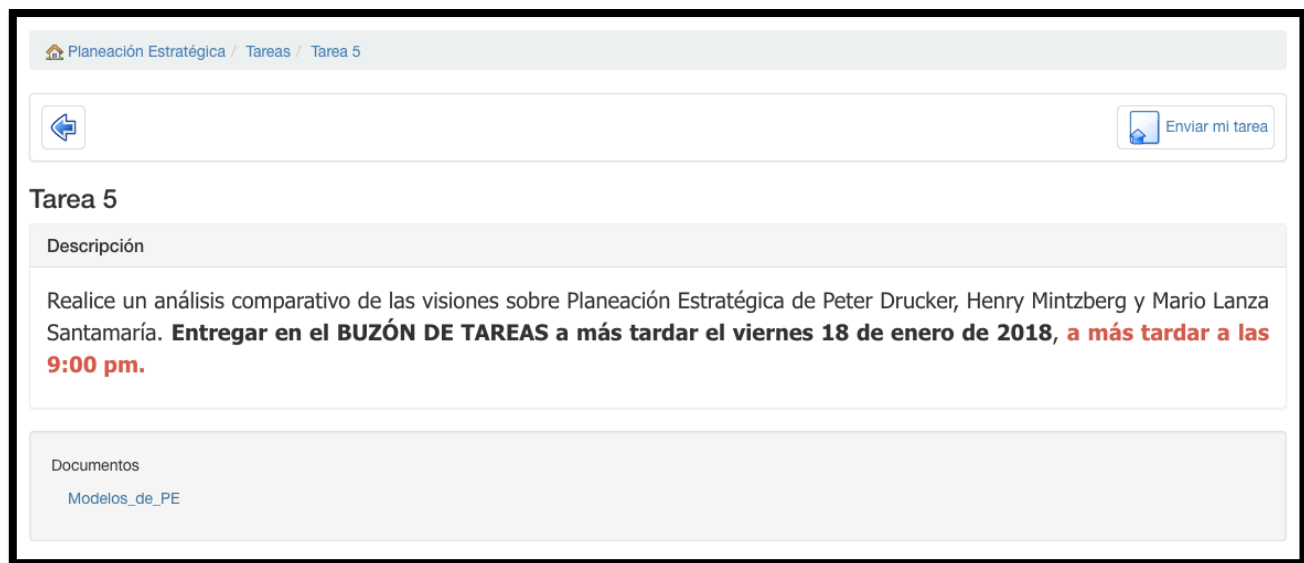 Planeación Estratégica / Tareas / Tarea 5
Enviar mi tarea
Tarea 5
Descripción
Realice un análisis comparativo de las visiones sobre Planeación Estratégica de Peter Drucker, Henry Mintzberg y Mario Lanza
Santamaría. Entregar en el BUZÓN DE TAREAS a más tardar el viernes 18 de enero de 2018, a más tardar a las
9:00 pm.
Documentos
Modelos_de_PE